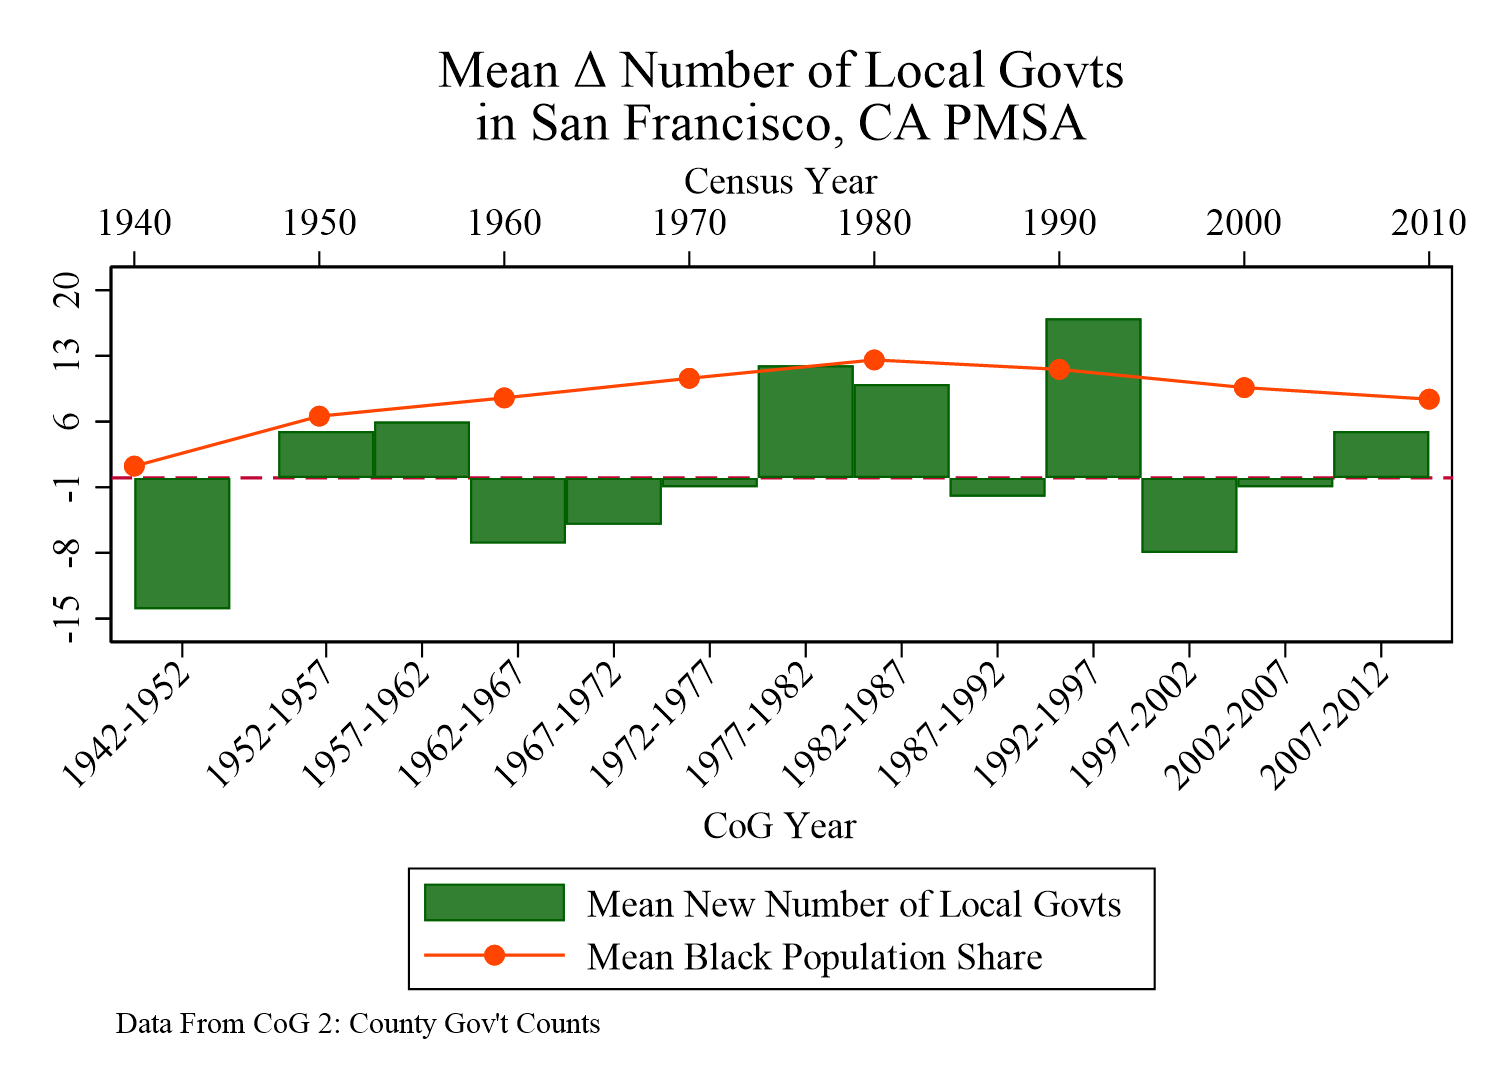 Mean Δ Number of Local Govts
in San Francisco, CA PMSA
Census Year
1940 1950 1960 1970 1980 1990 2000 2010
20
13
6
-1
-8
-15
1942-1952 1952-1957 1957-1962 1962-1967 1967-1972 1972-1977 1977-1982 1982-1987 1987-1992 1992-1997 1997-2002 2002-2007 2007-2012
CoG Year
Mean New Number of Local Govts
Mean Black Population Share
Data From CoG 2: County Gov't Counts